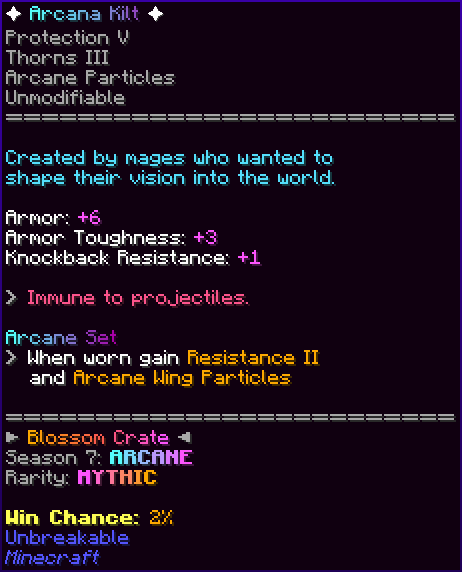 ✦ Arcana Kilt ✦
Protection V
Thorns III
Arcane Particles
Unmodifiable
==============================
Created by mages who wanted to
shape their vision into the world.
Armor: +6
Armor Toughness: +3
Knockback Resistance: +1
> Immune to projectiles.
Arcane Set
> When worn gain Resistance II
and Arcane Wing Particles
==============================
► Blossom Crate ◄
Season 7: ARCANE
Rarity: MYTHIC
Win Chance: 2%
Unbreakable
Minecraft